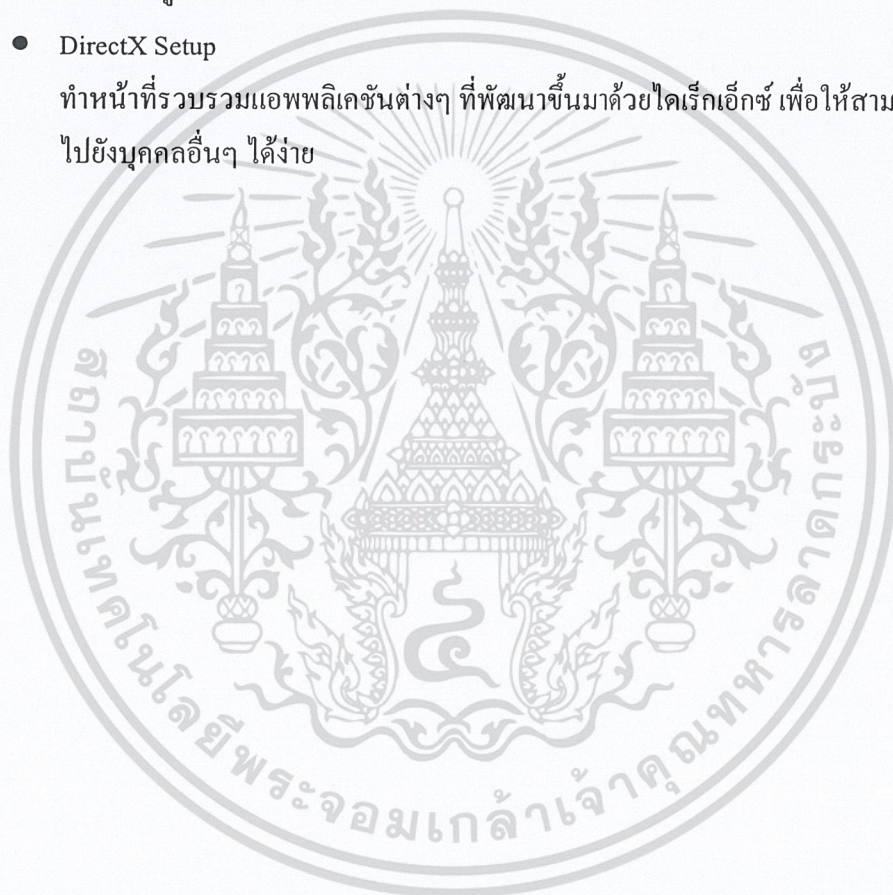 DirectX Setup
ทำหน้าที่รวบรวมแอพพลิเคชันต่างๆ ที่พัฒนาขึ้นมาด้วยไดเร็กเอ็กซ์ เพื่อให้สาม
ไปยังบุคคลอื่นๆ ได้ง่าย
สถาบันเทคโนโลยีพระจอมเกล้าเจ้าคุณทหารลาดกระบัง